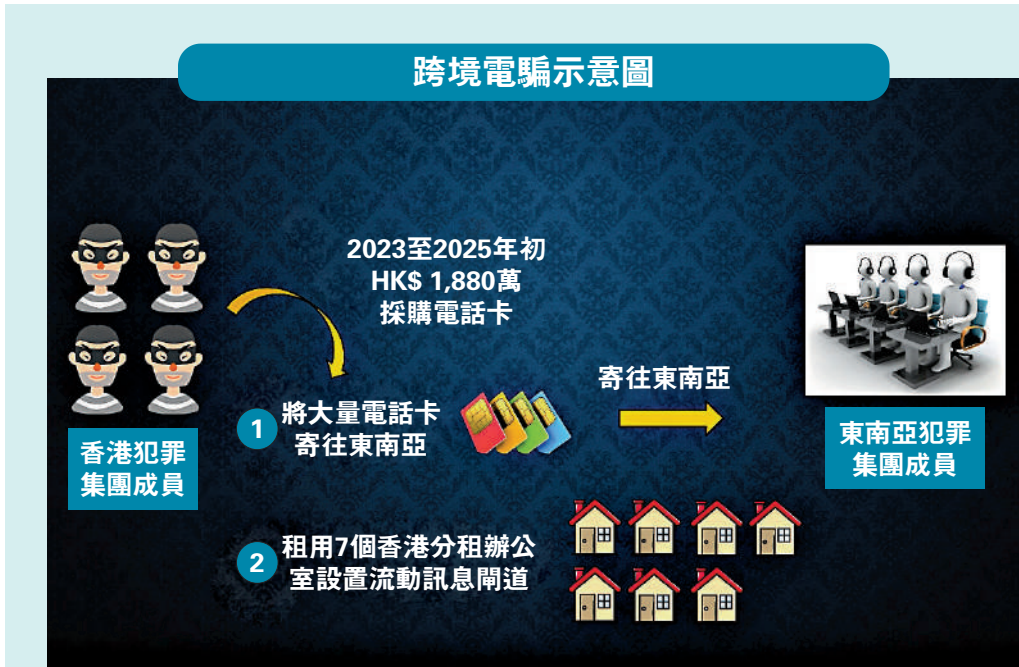 跨境電騙示意圖
2023至2025年初
HK$ 1,880萬
採購電話卡
1 將大量電話卡
寄往東南亞
寄往東南亞
香港犯罪
集團成員
東南亞犯罪
集團成員
2 租用7個香港分租辦公
室設置流動訊息閘道